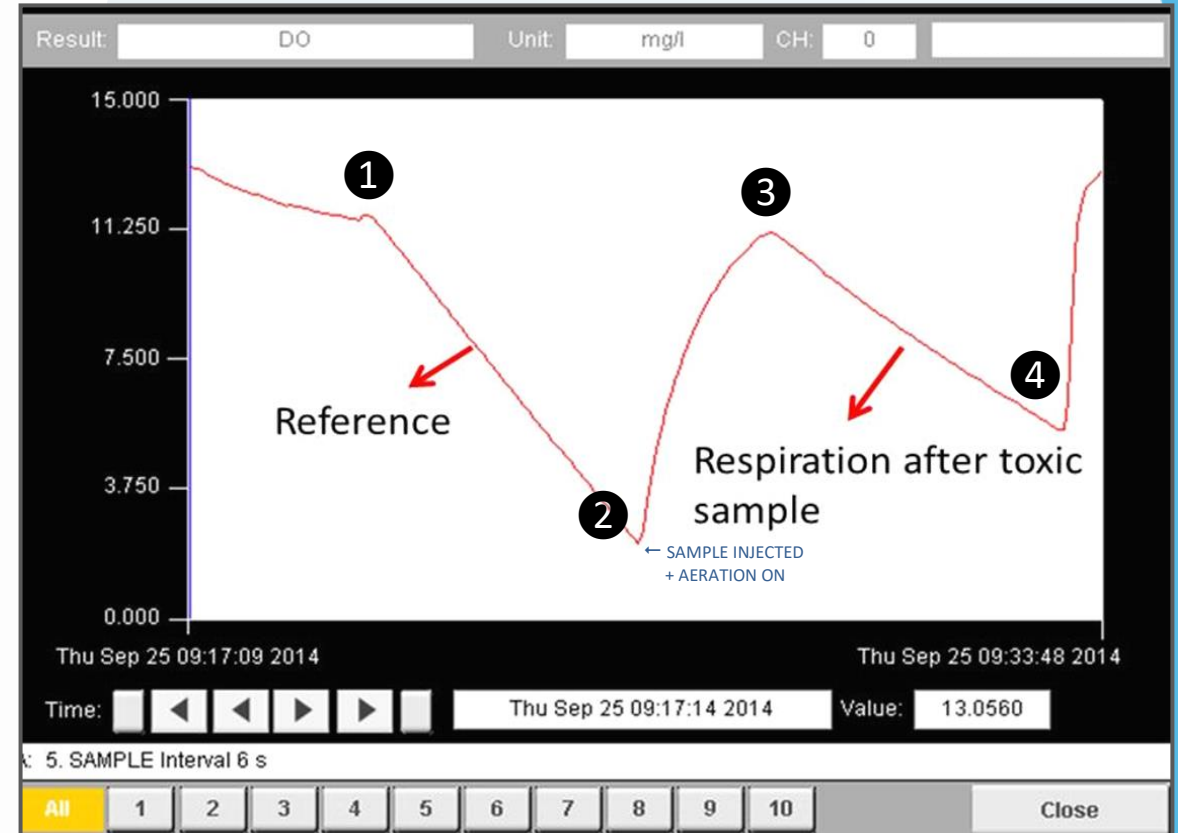 Result: DO Unit: mg/l CH: 0
15.000
11.250
7.500
3.750
0.000
1
2
3
4
Reference
Respiration after toxic
sample
← SAMPLE INJECTED
+ AERATION ON
Thu Sep 25 09:17:09 2014 Thu Sep 25 09:33:48 2014
Time: Thu Sep 25 09:17:14 2014 Value: 13.0560
5. SAMPLE Interval 6 s
All 1 2 3 4 5 6 7 8 9 10 Close